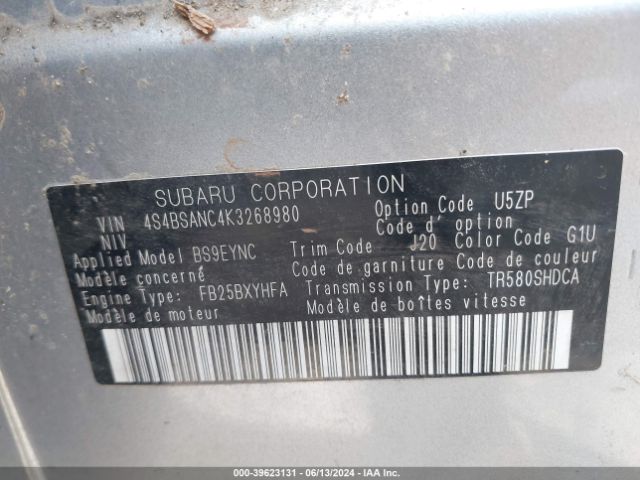 SUBARU CORPORATION
VIN 4S4BSANC4K3268980 Option Code U5ZP
NIV Code d' option
Applied Model BS9EYNC Trim Code J20 Color Code G1U
Modèle concerné Code de garniture Code de couleur
Engine Type: FB25BXYHFA Transmission Type: TR580SHDCA
Modèle de moteur Modèle de boîtes vitesse
000-39623131 - 06/13/2024 - IAA Inc.